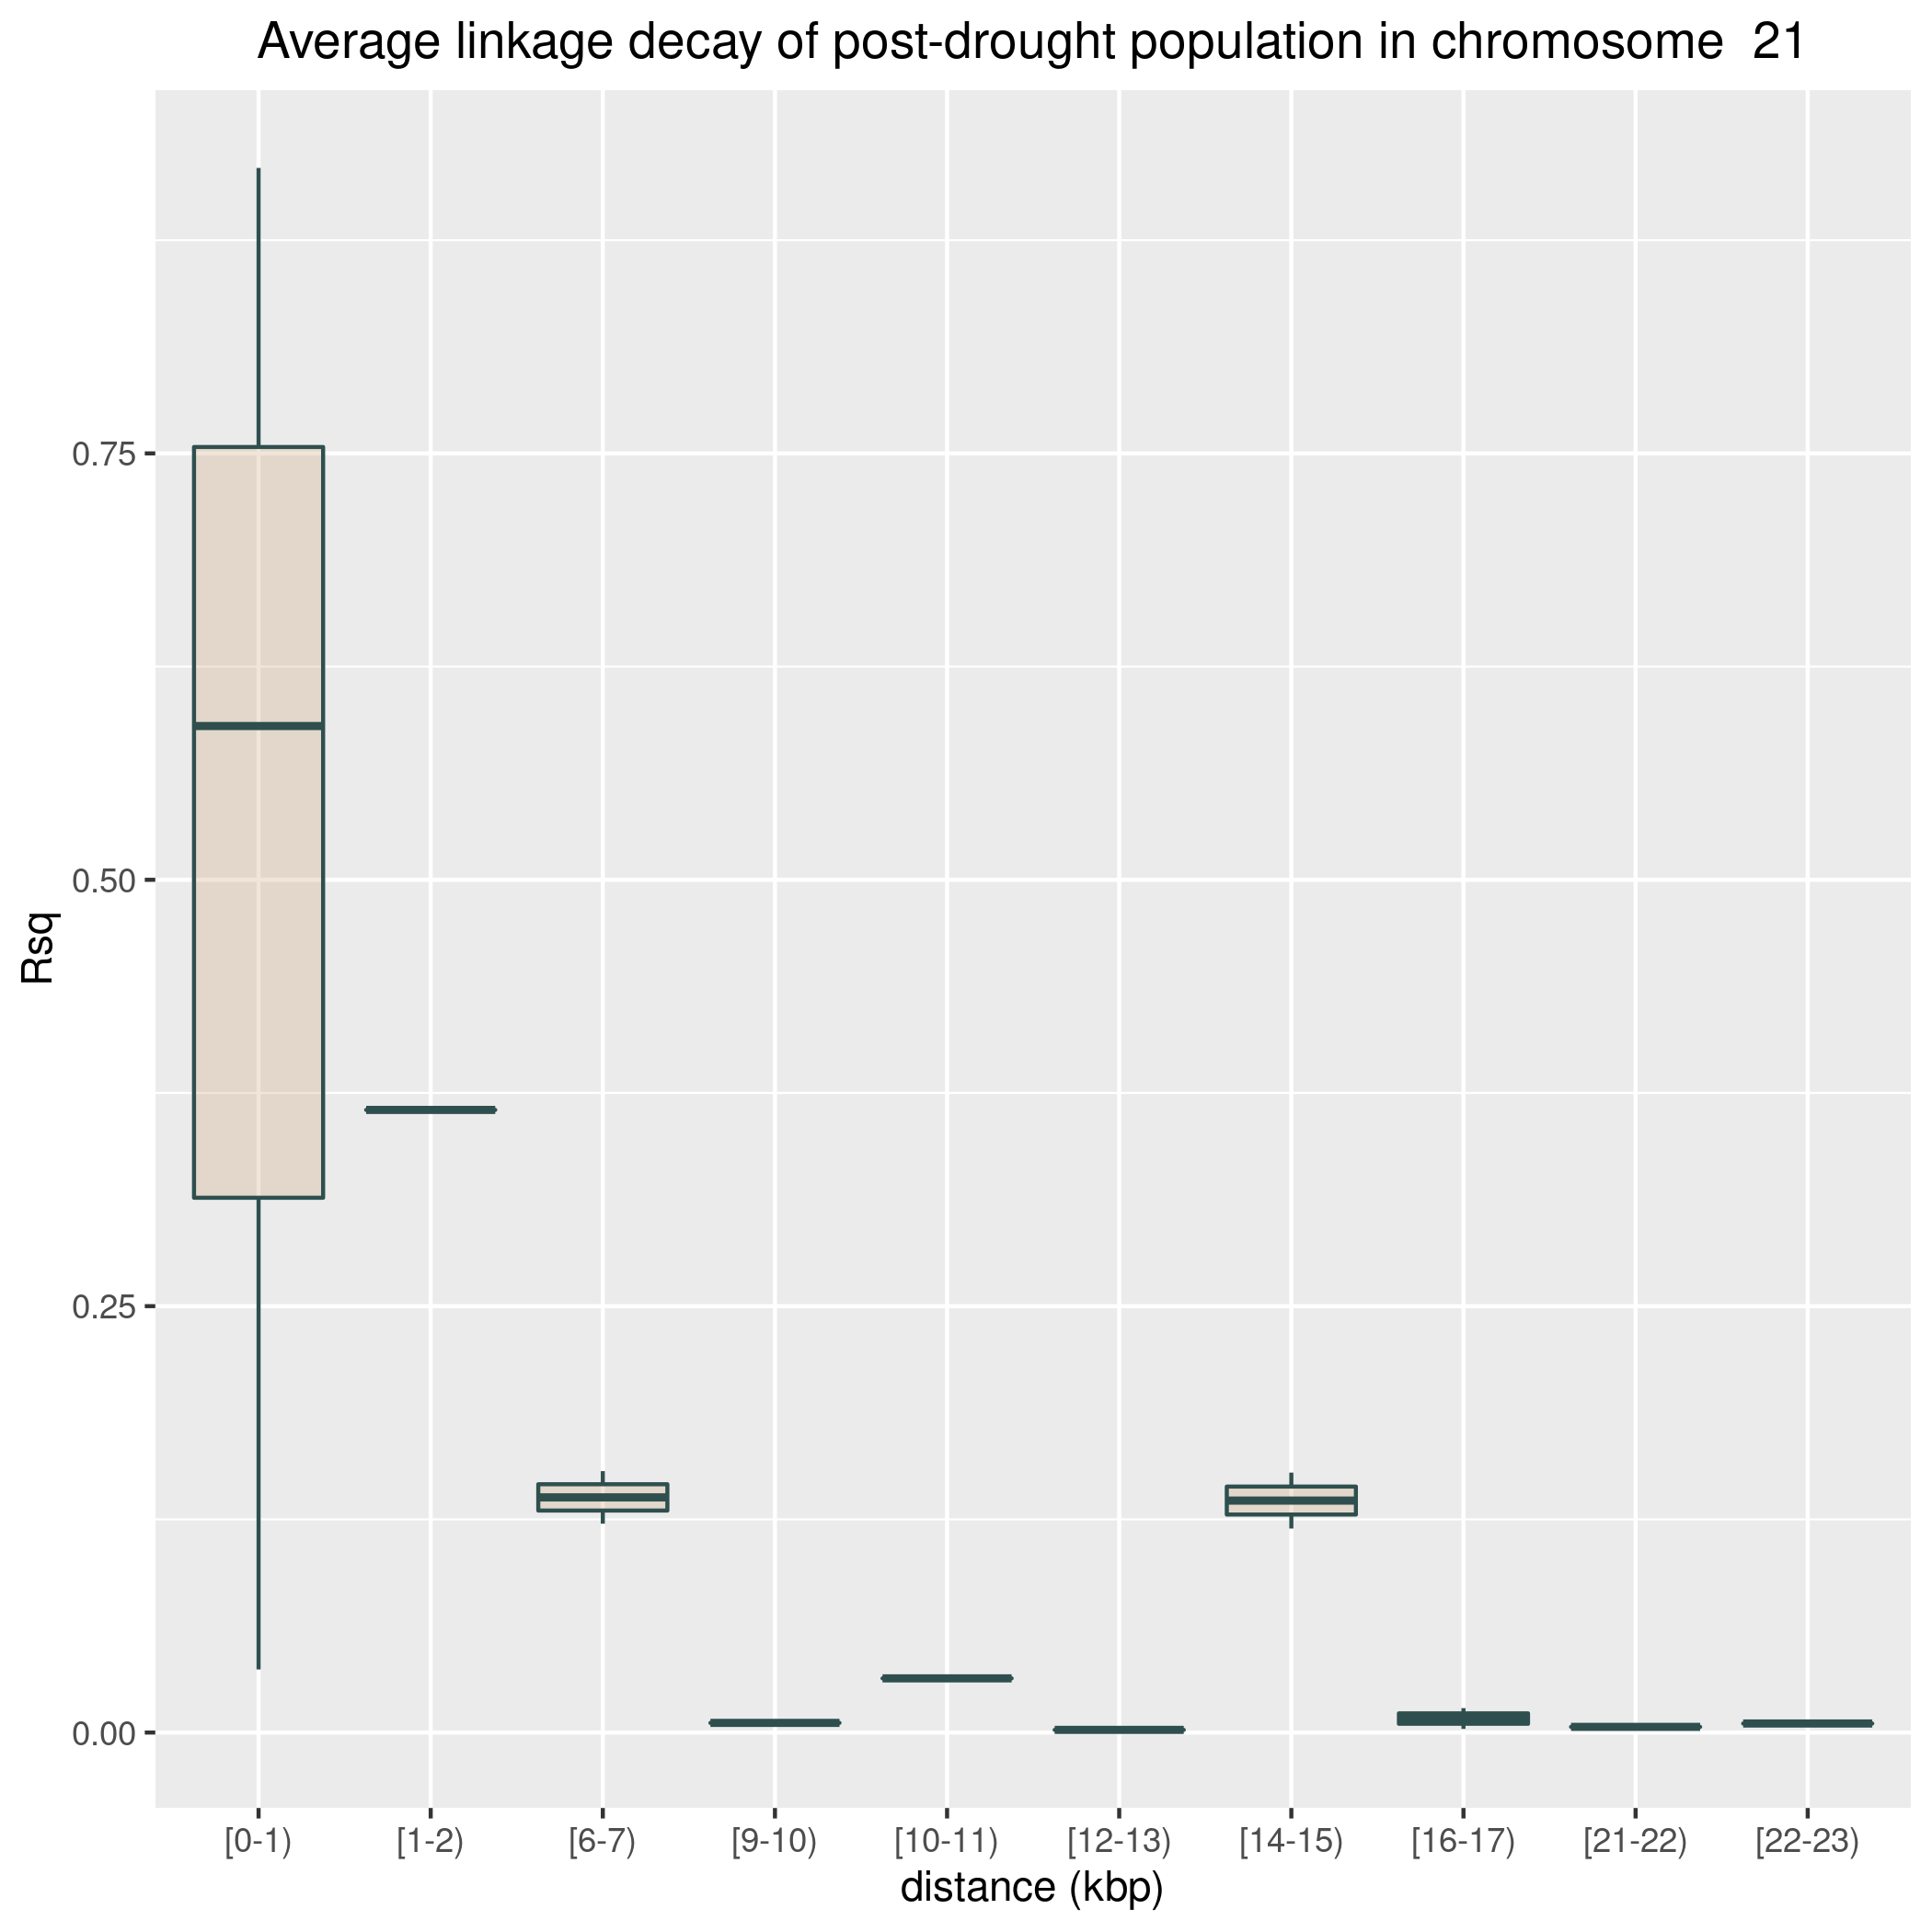 Average linkage decay of post-drought population in chromosome  21
Rsq
0.75
0.50
0.25
0.00
[0-1) [1-2) [6-7) [9-10) [10-11) [12-13) [14-15) [16-17) [21-22) [22-23)
distance (kbp)